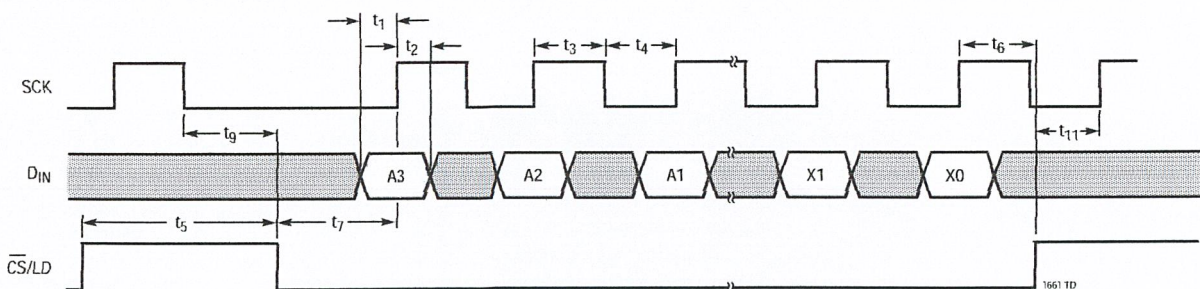 t1
t2
t3
t4
t6
SCK
t9
t11
DIN
A3
A2
A1
X1
X0
t5
t7
CS/LD
1661 TD